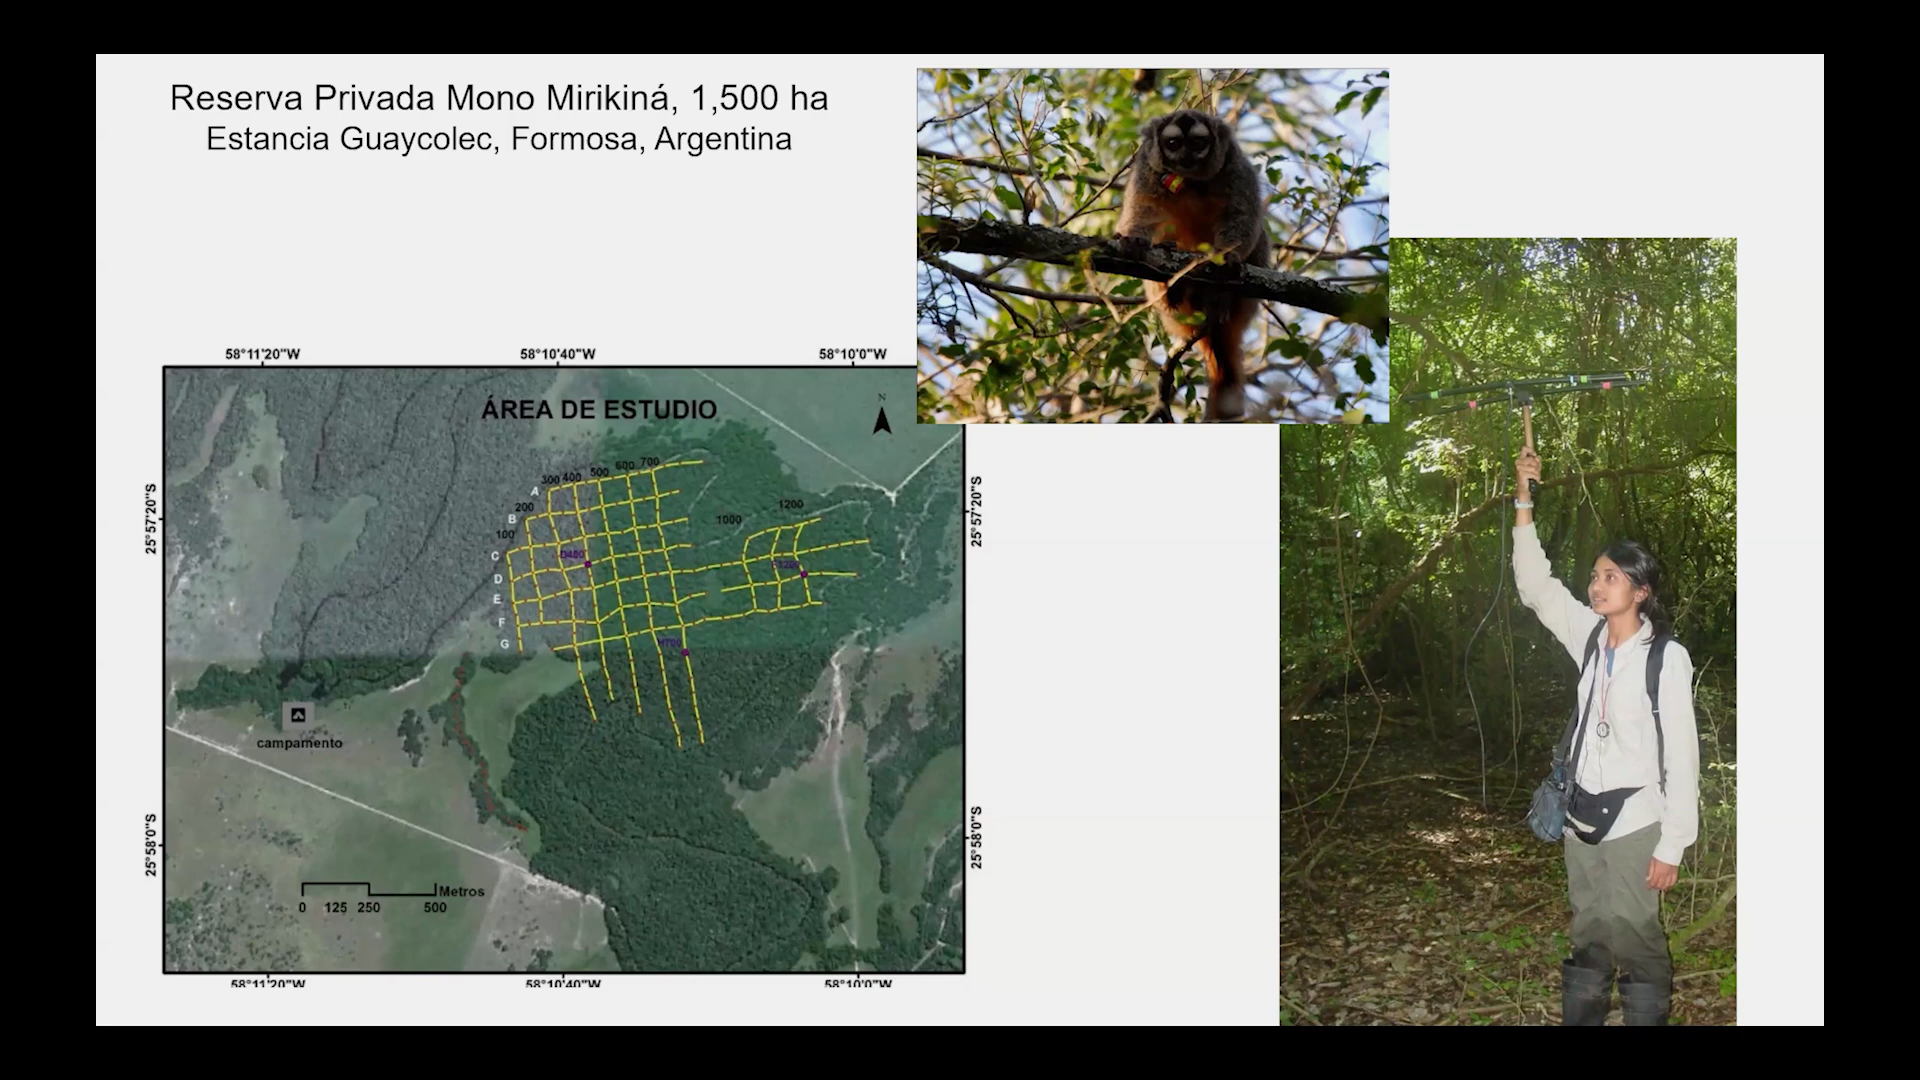 Reserva Privada Mono Mirikiná, 1,500 ha
Estancia Guaycolec, Formosa, Argentina
58°11'20"W 58°10'40"W 58°10'0"W
ÁREA DE ESTUDIO
N
25°57'20"S
25°57'20"S
700
600
500
400
300
A
200
B
100
C
D
E
F
G
1200
1000
D400
E1200
H700
campamento
25°58'0"S
25°58'0"S
Metros
0 125 250 500
58°11'20"W 58°10'40"W 58°10'0"W